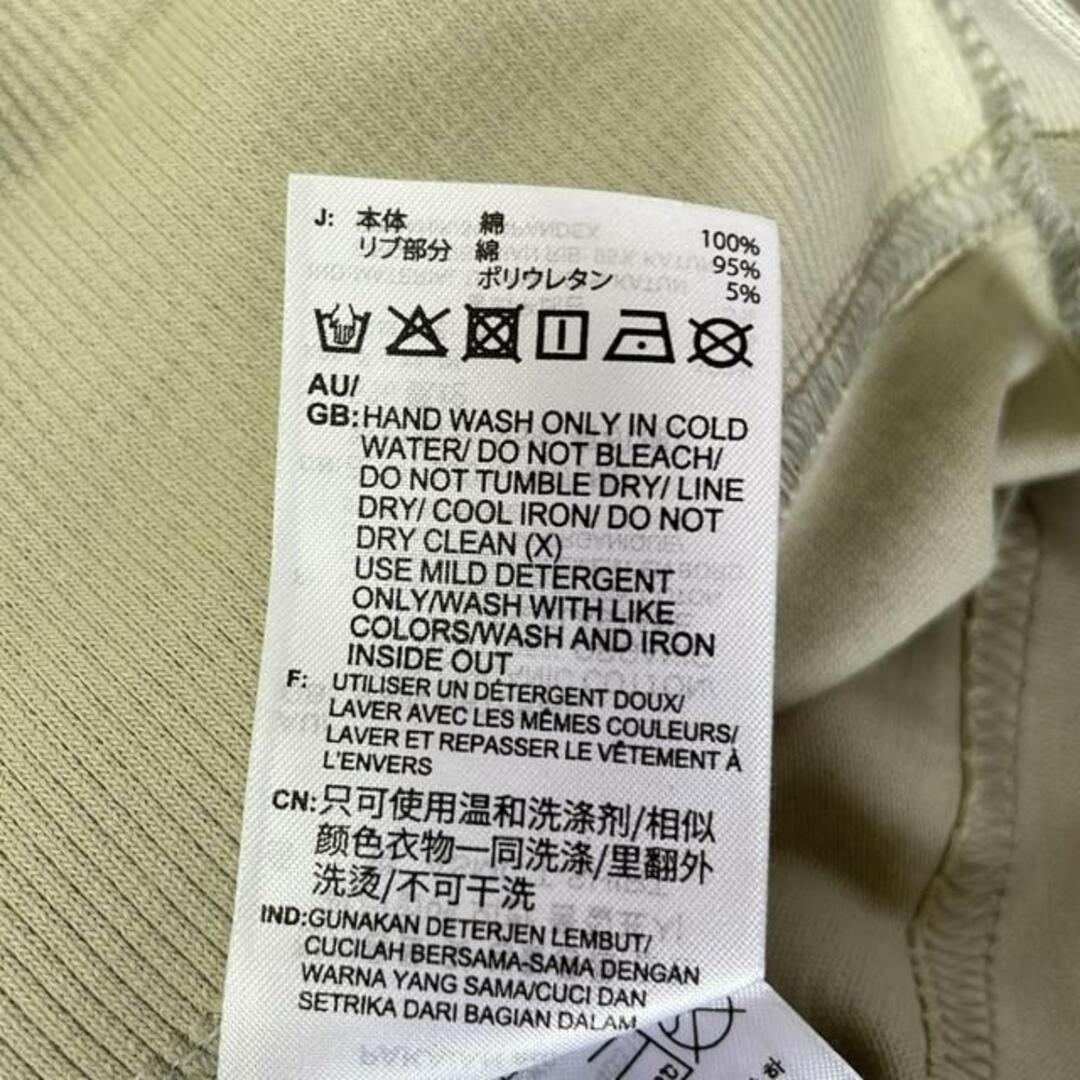 J: 本体 綿 100%
リブ部分 綿 95%
ポリウレタン 5%
AU/
GB:HAND WASH ONLY IN COLD
WATER/ DO NOT BLEACH/
DO NOT TUMBLE DRY/ LINE
DRY/ COOL IRON/ DO NOT
DRY CLEAN (X)
USE MILD DETERGENT
ONLY/WASH WITH LIKE
COLORS/WASH AND IRON
INSIDE OUT
F: UTILISER UN DÉTERGENT DOUX/
LAVER AVEC LES MÊMES COULEURS/
LAVER ET REPASSER LE VÊTEMENT À
L'ENVERS
CN:只可使用温和洗涤剂/相似
颜色衣物一同洗涤/里翻外
洗烫/不可干洗
IND:GUNAKAN DETERJEN LEMBUT/
CUCILAH BERSAMA-SAMA DENGAN
WARNA YANG SAMA/CUCI DAN
SETRIKA DARI BAGIAN DALAM